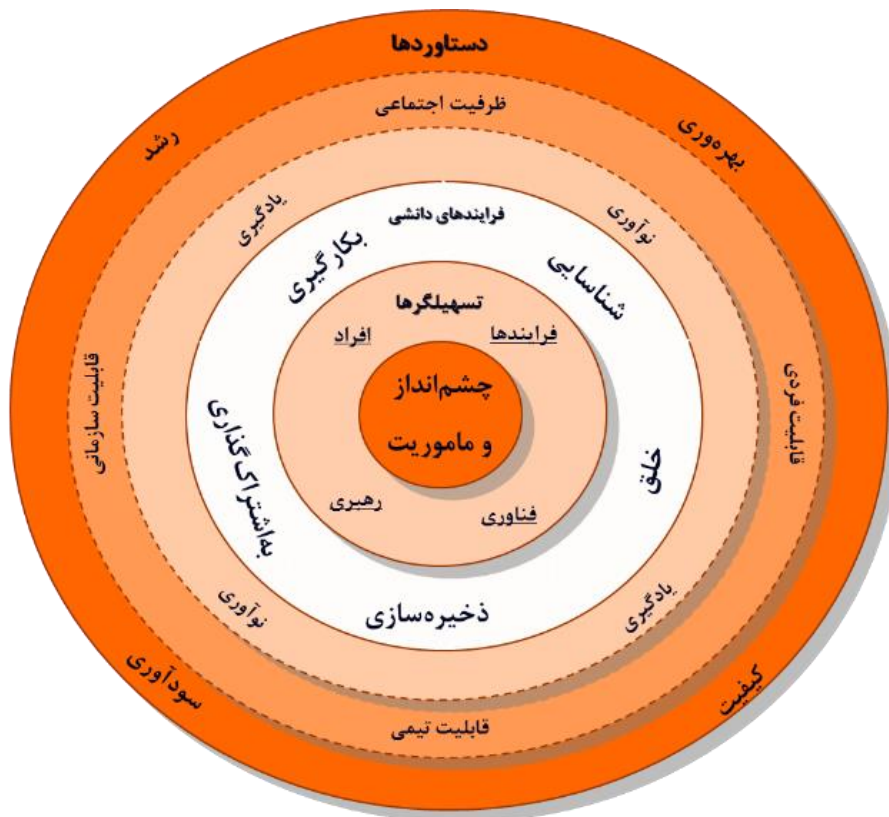 دستاوردها
ظرفیت اجتماعی
رشد
بهره‌وری
یادگیری
نوآوری
فرایندهای دانشی
بکارگیری
شناسایی
تسهیلگرها
افراد
فرایندها
چشم‌انداز
و ماموریت
قابلیت سازمانی
قابلیت فردی
به‌اشتراک‌گذاری
خلق
رهبری
فناوری
ذخیره‌سازی
نوآوری
یادگیری
سودآوری
کیفیت
قابلیت تیمی